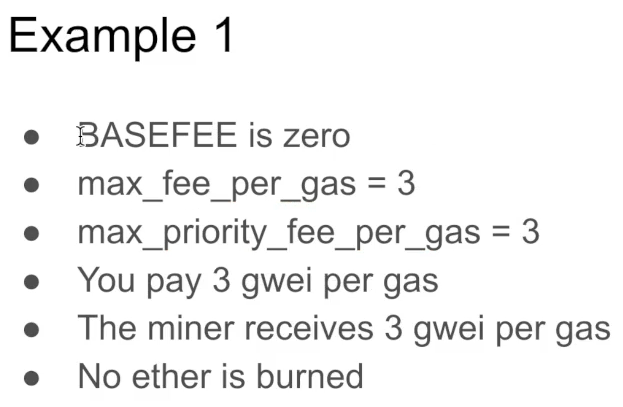 Example 1
● BASEFEE is zero
● max_fee_per_gas = 3
● max_priority_fee_per_gas = 3
● You pay 3 gwei per gas
● The miner receives 3 gwei per gas
● No ether is burned